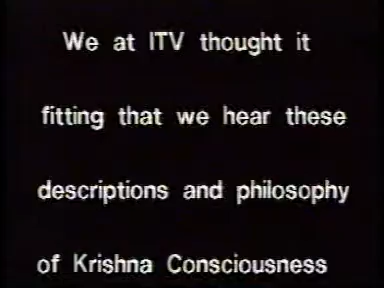 We at ITV thought it
fitting that we hear these
descriptions and philosophy
of Krishna Consciousness